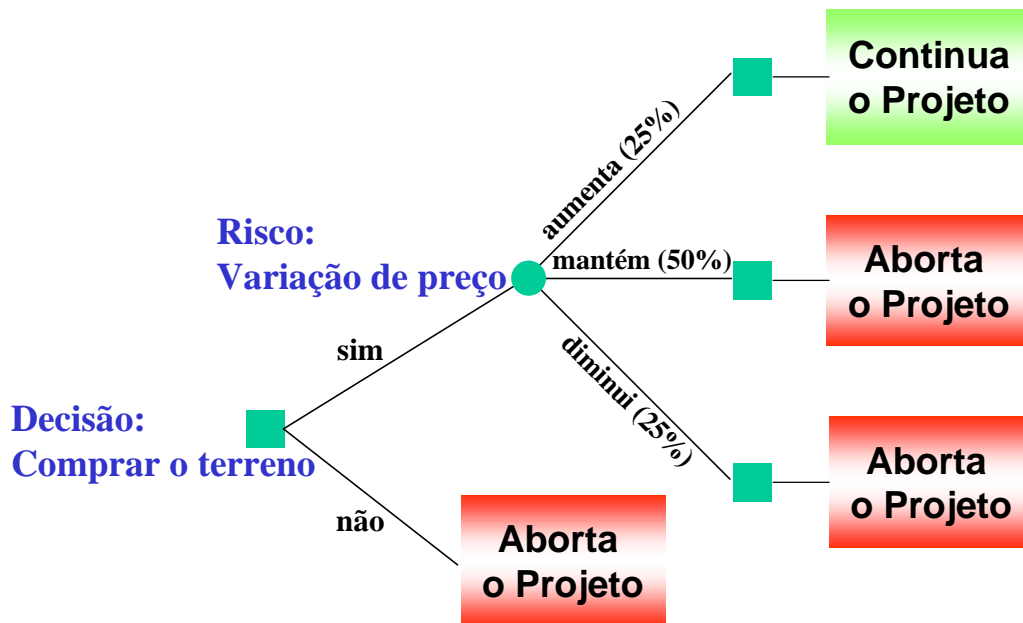 Continua
o Projeto
aumenta (25%)
Risco:
Variação de preço
mantém (50%)
Aborta
o Projeto
sim
diminui (25%)
Decisão:
Comprar o terreno
Aborta
o Projeto
não
Aborta
o Projeto